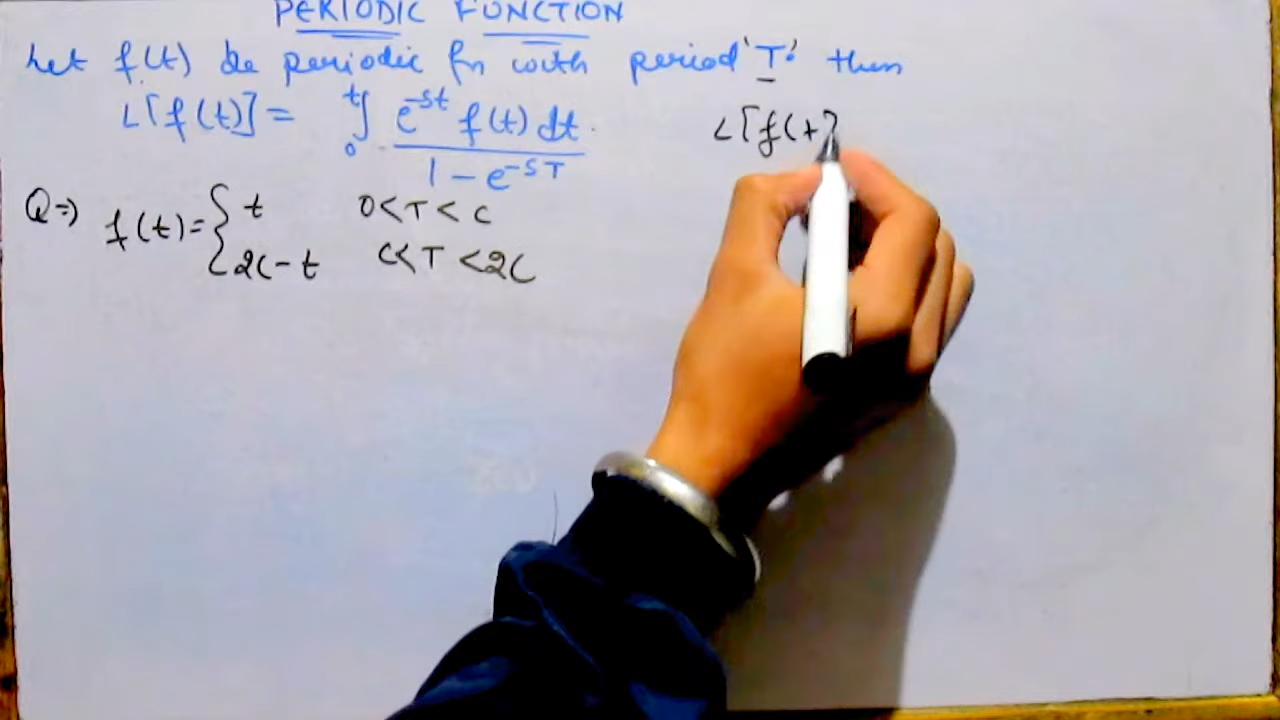 PERIODIC FUNCTION
Let f(t) be periodic fn with period 'T' then
L[f(t)] = ∫₀ᵗ e^-st f(t) dt / 1 - e^-sT
L[f(t)
Q⇒ f(t) = { t 0<T<C
2C-t C<T<2C